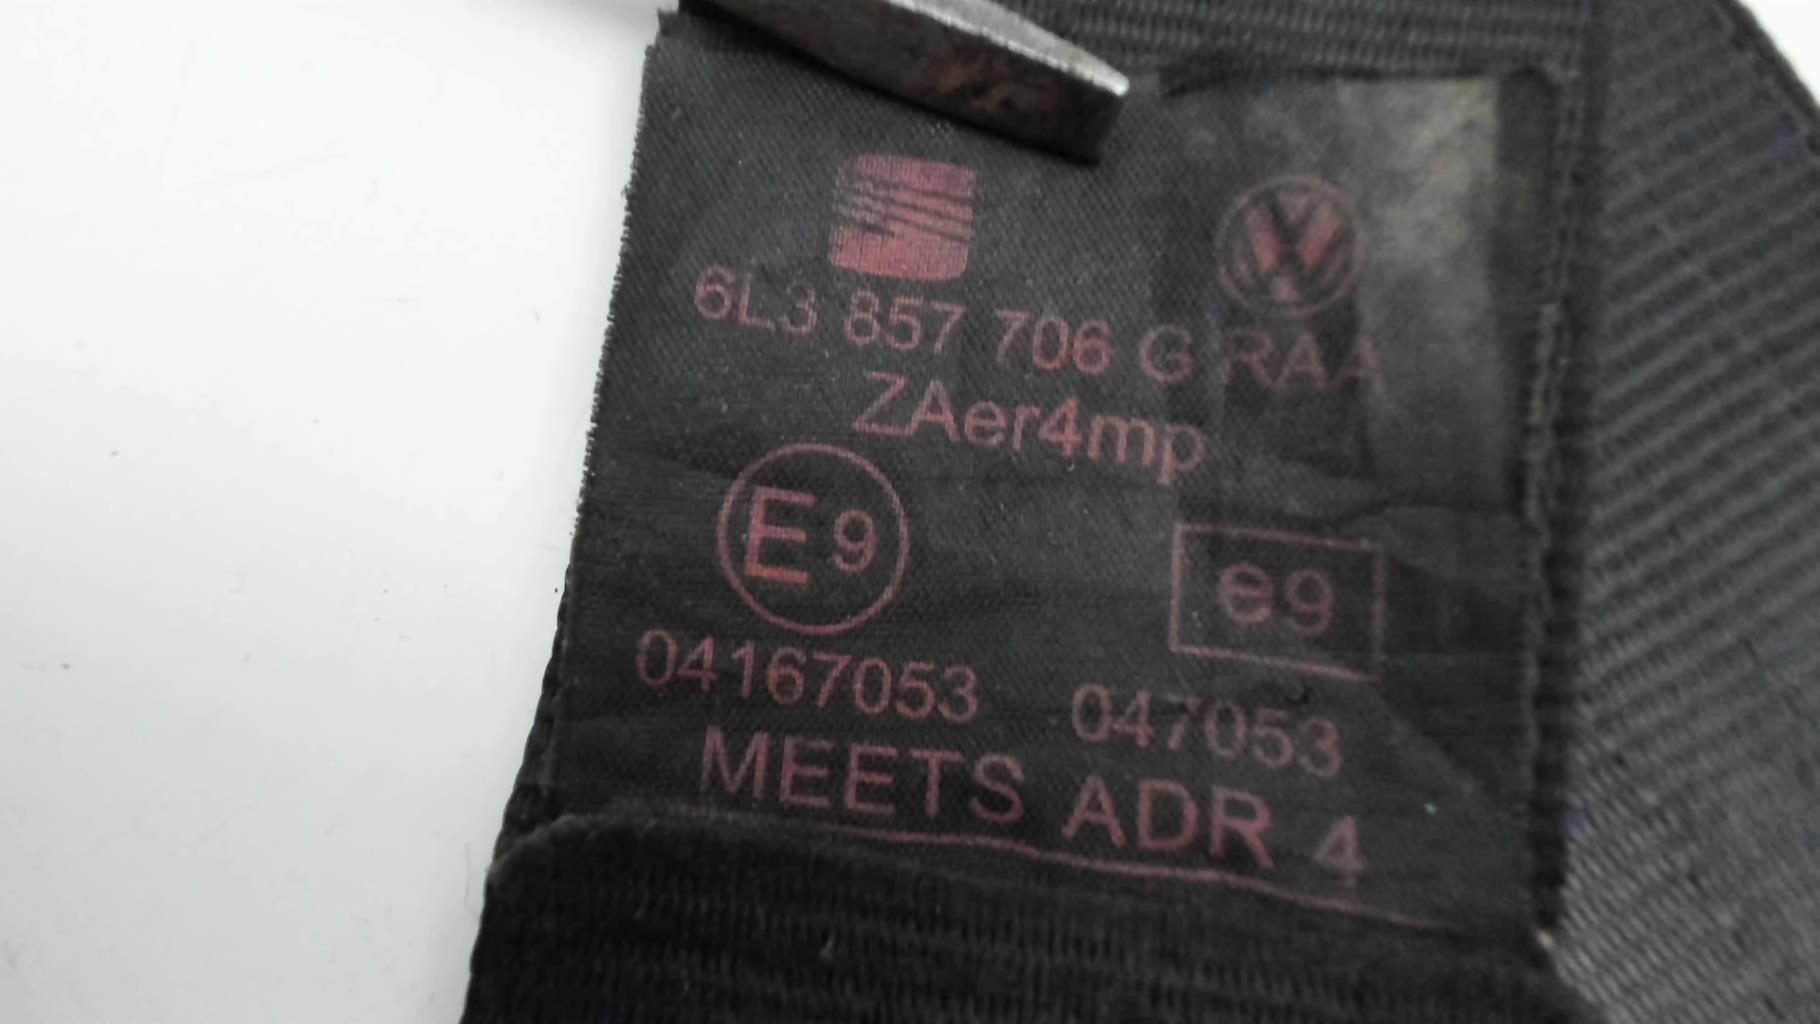 6L3 857 706 G RAA
ZAer4mp
E9 e9
04167053 047053
MEETS ADR 4